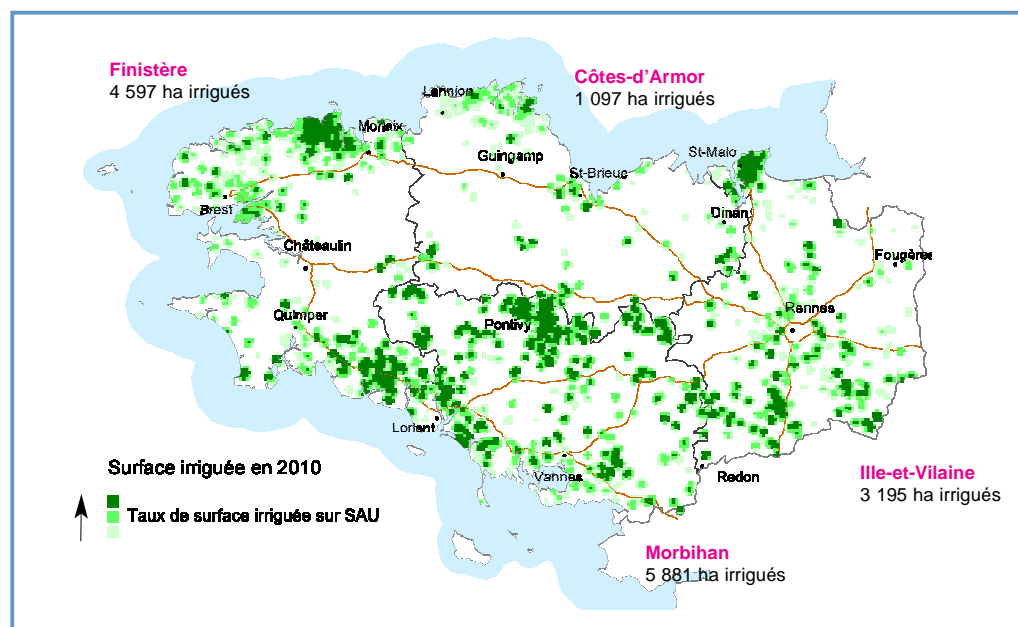 Finistère
4 597 ha irrigués
Côtes-d'Armor
1 097 ha irrigués
Lannion
Morlaix
Guingamp
St-Brieuc
St-Malo
Brest
Dinan
Châteaulin
Fougères
Quimper
Pontivy
Rennes
Lorient
Vannes
Redon
Surface irriguée en 2010
Taux de surface irriguée sur SAU
Ille-et-Vilaine
3 195 ha irrigués
Morbihan
5 881 ha irrigués